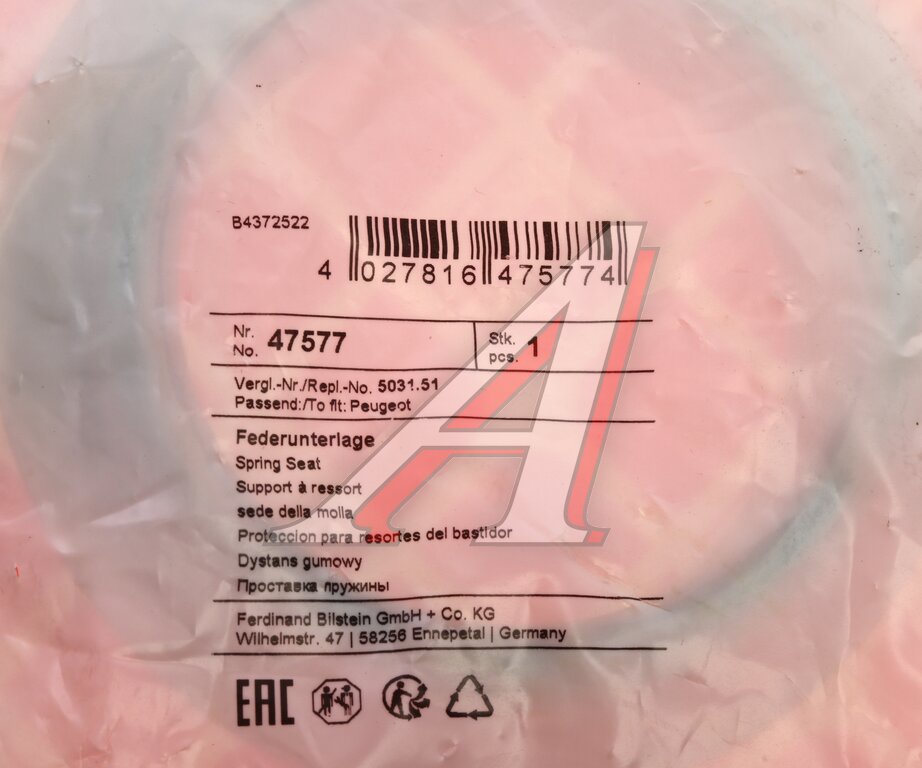 B4372522
4 027816 475774
Nr.
No. 47577
Stk.
pcs. 1
Vergl.-Nr./Repl.-No. 5031.51
Passend:/To fit: Peugeot
Federunterlage
Spring Seat
Support à ressort
sede della molla
Proteccion para resortes del bastidor
Dystans gumowy
Проставка пружины
Ferdinand Bilstein GmbH + Co. KG
Wilhelmstr. 47 | 58256 Ennepetal | Germany
EAC